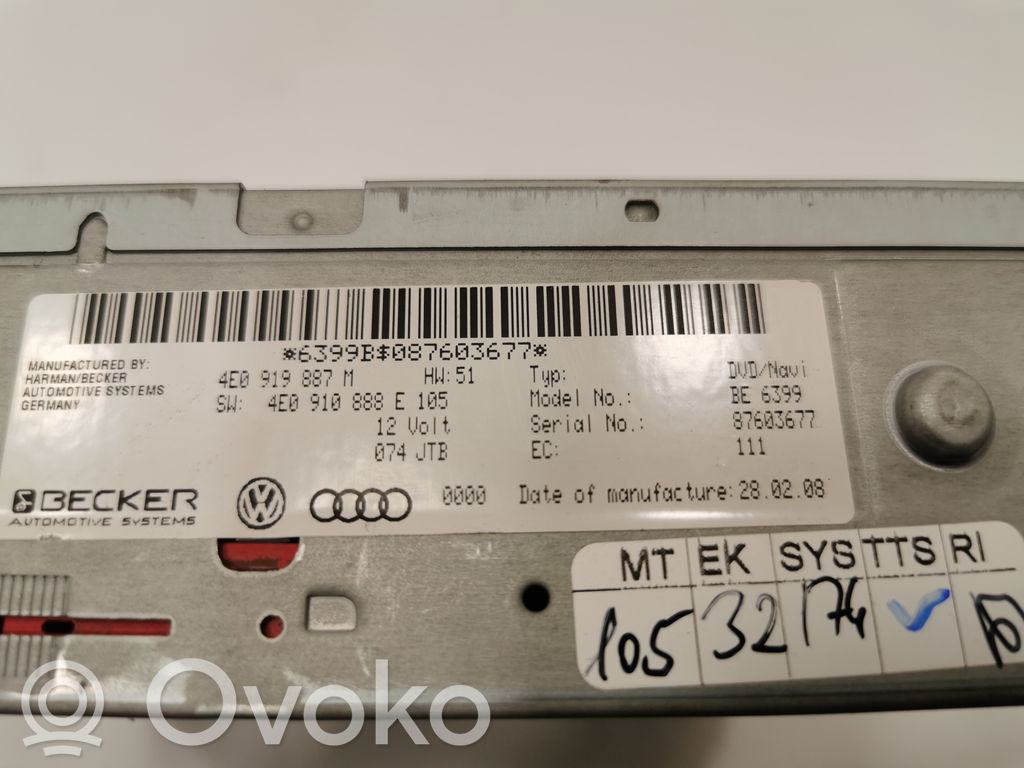 *6399B$087603677*
MANUFACTURED BY:
HARMAN/BECKER
AUTOMOTIVE SYSTEMS
GERMANY
4E0 919 887 M HW:51
SW: 4E0 910 888 E 105
12 Volt
074 JTB
Typ: DVD/Navi
Model No.: BE 6399
Serial No.: 87603677
EC: 111
BECKER
AUTOMOTIVE SYSTEMS
0000 Date of manufacture: 28.02.08
MT EK SYS TTS RI
105 32 174
Ovoko